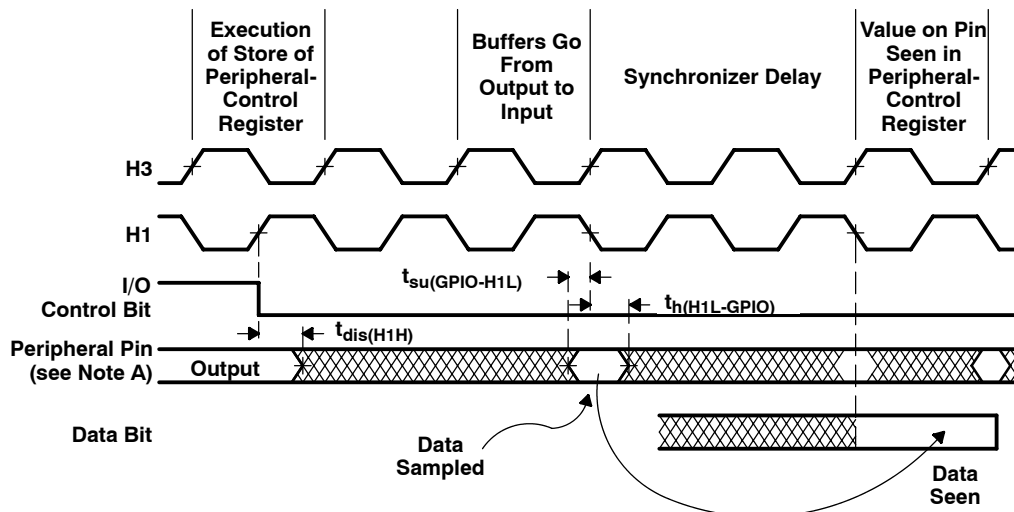 Execution
of Store of
Peripheral-
Control
Register
Buffers Go
From
Output to
Input
Synchronizer Delay
Value on Pin
Seen in
Peripheral-
Control
Register
H3
H1
I/O
Control Bit
tsu(GPIO-H1L)
th(H1L-GPIO)
tdis(H1H)
Peripheral Pin
(see Note A)
Output
Data Bit
Data
Sampled
Data
Seen